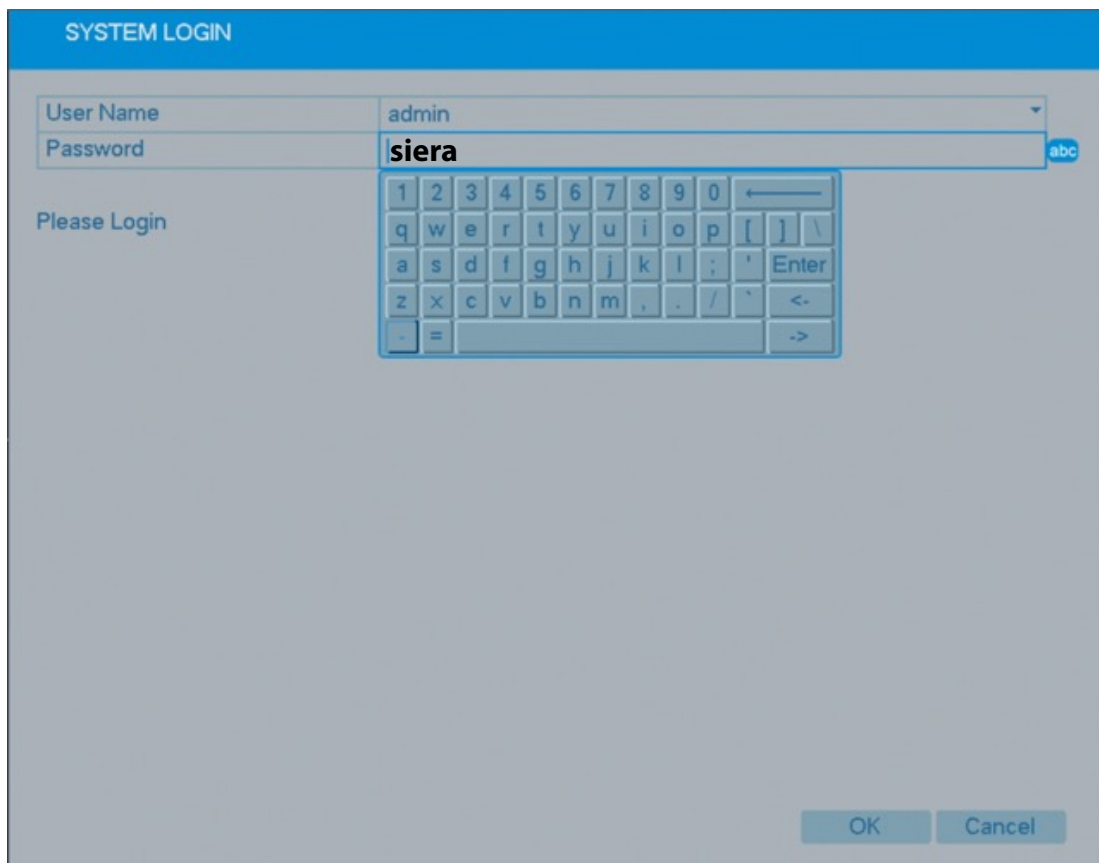 SYSTEM LOGIN
User Name admin
Password siera abc
1 2 3 4 5 6 7 8 9 0 ←
Please Login
q w e r t y u i o p [ ] \
a s d f g h j k l ; ' Enter
z x c v b n m , . / ` <-
- = ->
OK Cancel